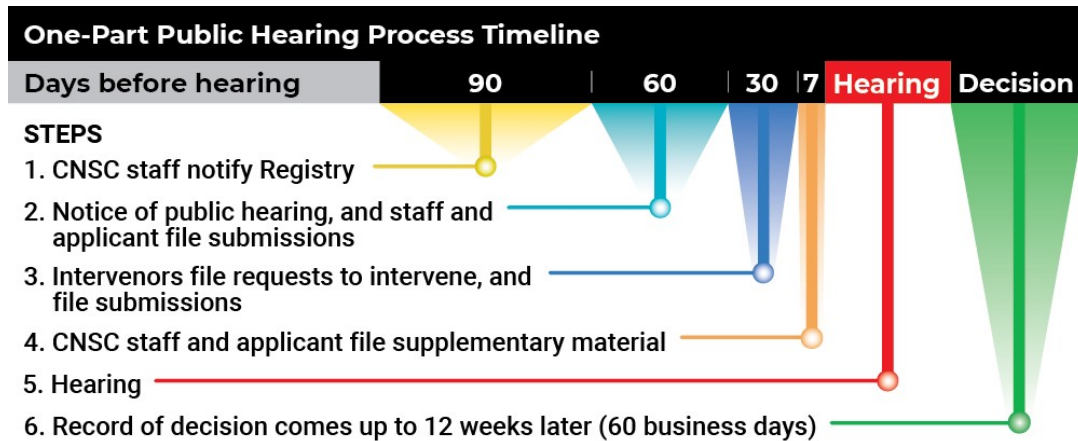 One-Part Public Hearing Process Timeline
Days before hearing 90 60 30 7 Hearing Decision
STEPS
1. CNSC staff notify Registry
2. Notice of public hearing, and staff and
applicant file submissions
3. Intervenors file requests to intervene, and
file submissions
4. CNSC staff and applicant file supplementary material
5. Hearing
6. Record of decision comes up to 12 weeks later (60 business days)